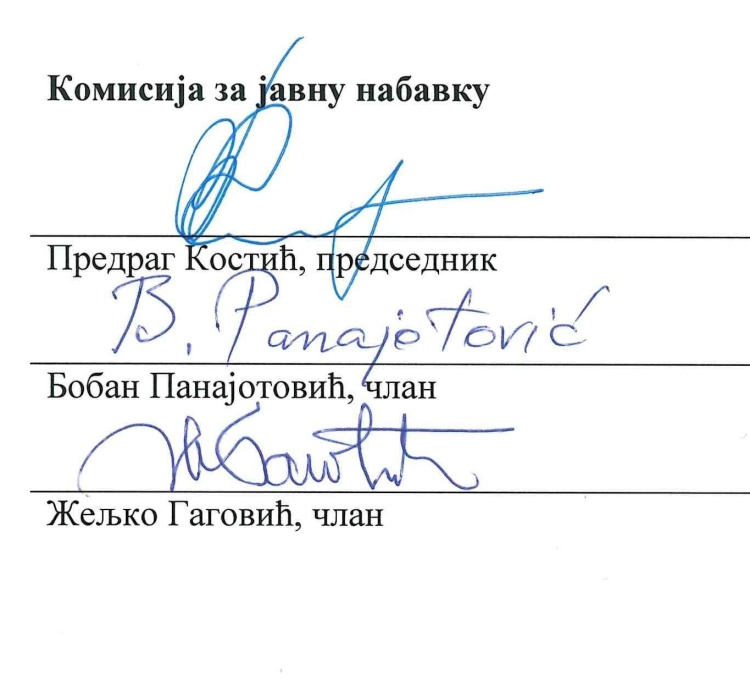 Комисија за јавну набавку
Предраг Костић, председник
B. Panajotović
Бобан Панајотовић, члан
Жељко Гаговић, члан